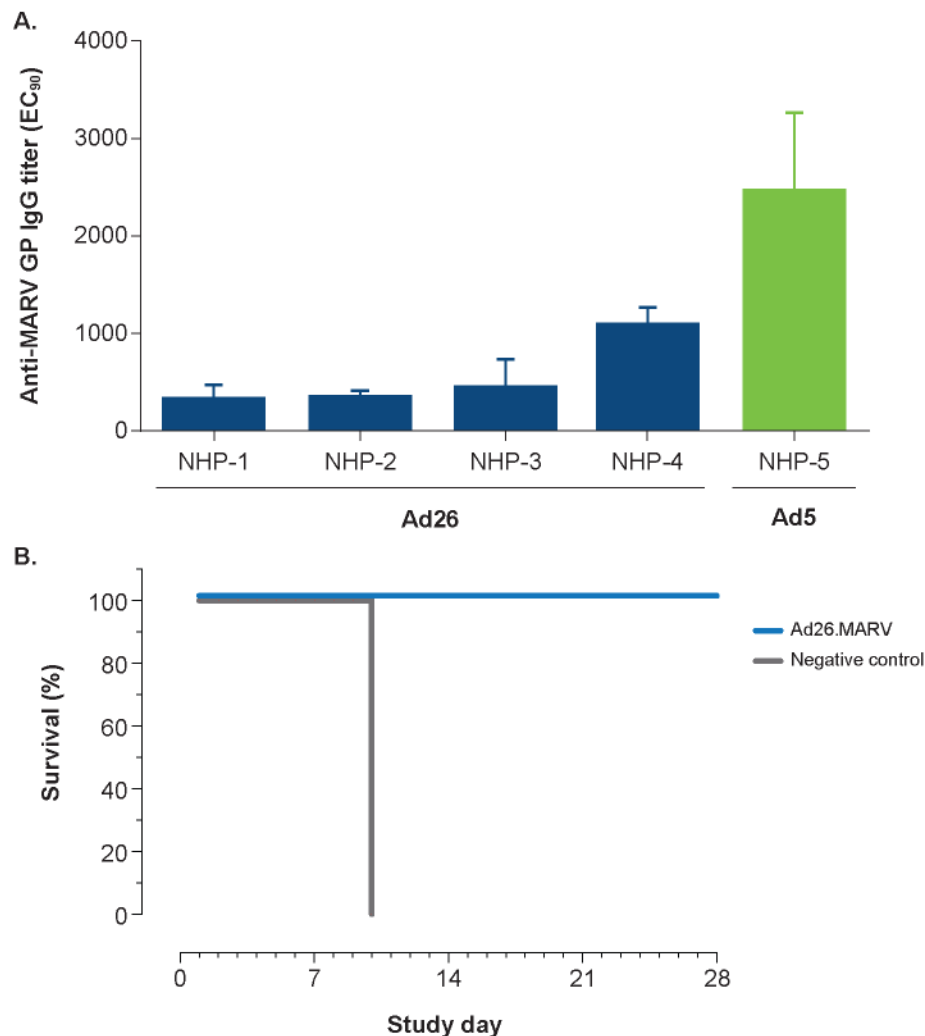 A.
Anti-MARV GP IgG titer (EC₉₀)
4000
3000
2000
1000
0
NHP-1 NHP-2 NHP-3 NHP-4 NHP-5
Ad26 Ad5
B.
Survival (%)
100
80
60
40
20
0
Ad26.MARV
Negative control
0 7 14 21 28
Study day